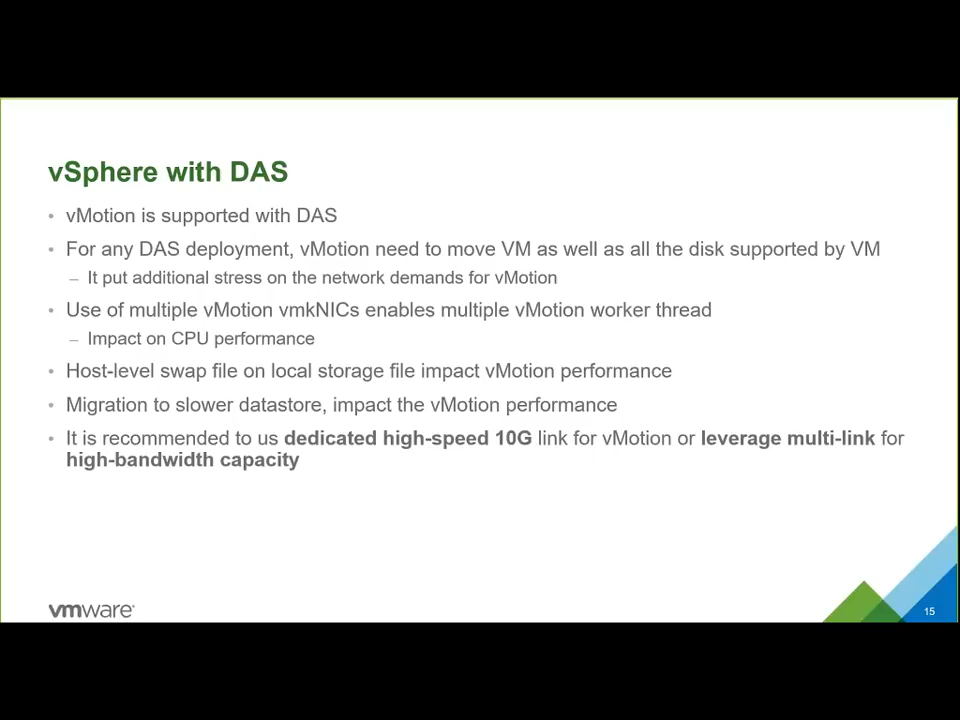 vSphere with DAS
• vMotion is supported with DAS
• For any DAS deployment, vMotion need to move VM as well as all the disk supported by VM
– It put additional stress on the network demands for vMotion
• Use of multiple vMotion vmkNICs enables multiple vMotion worker thread
– Impact on CPU performance
• Host-level swap file on local storage file impact vMotion performance
• Migration to slower datastore, impact the vMotion performance
• It is recommended to us dedicated high-speed 10G link for vMotion or leverage multi-link for
high-bandwidth capacity
vmware
15